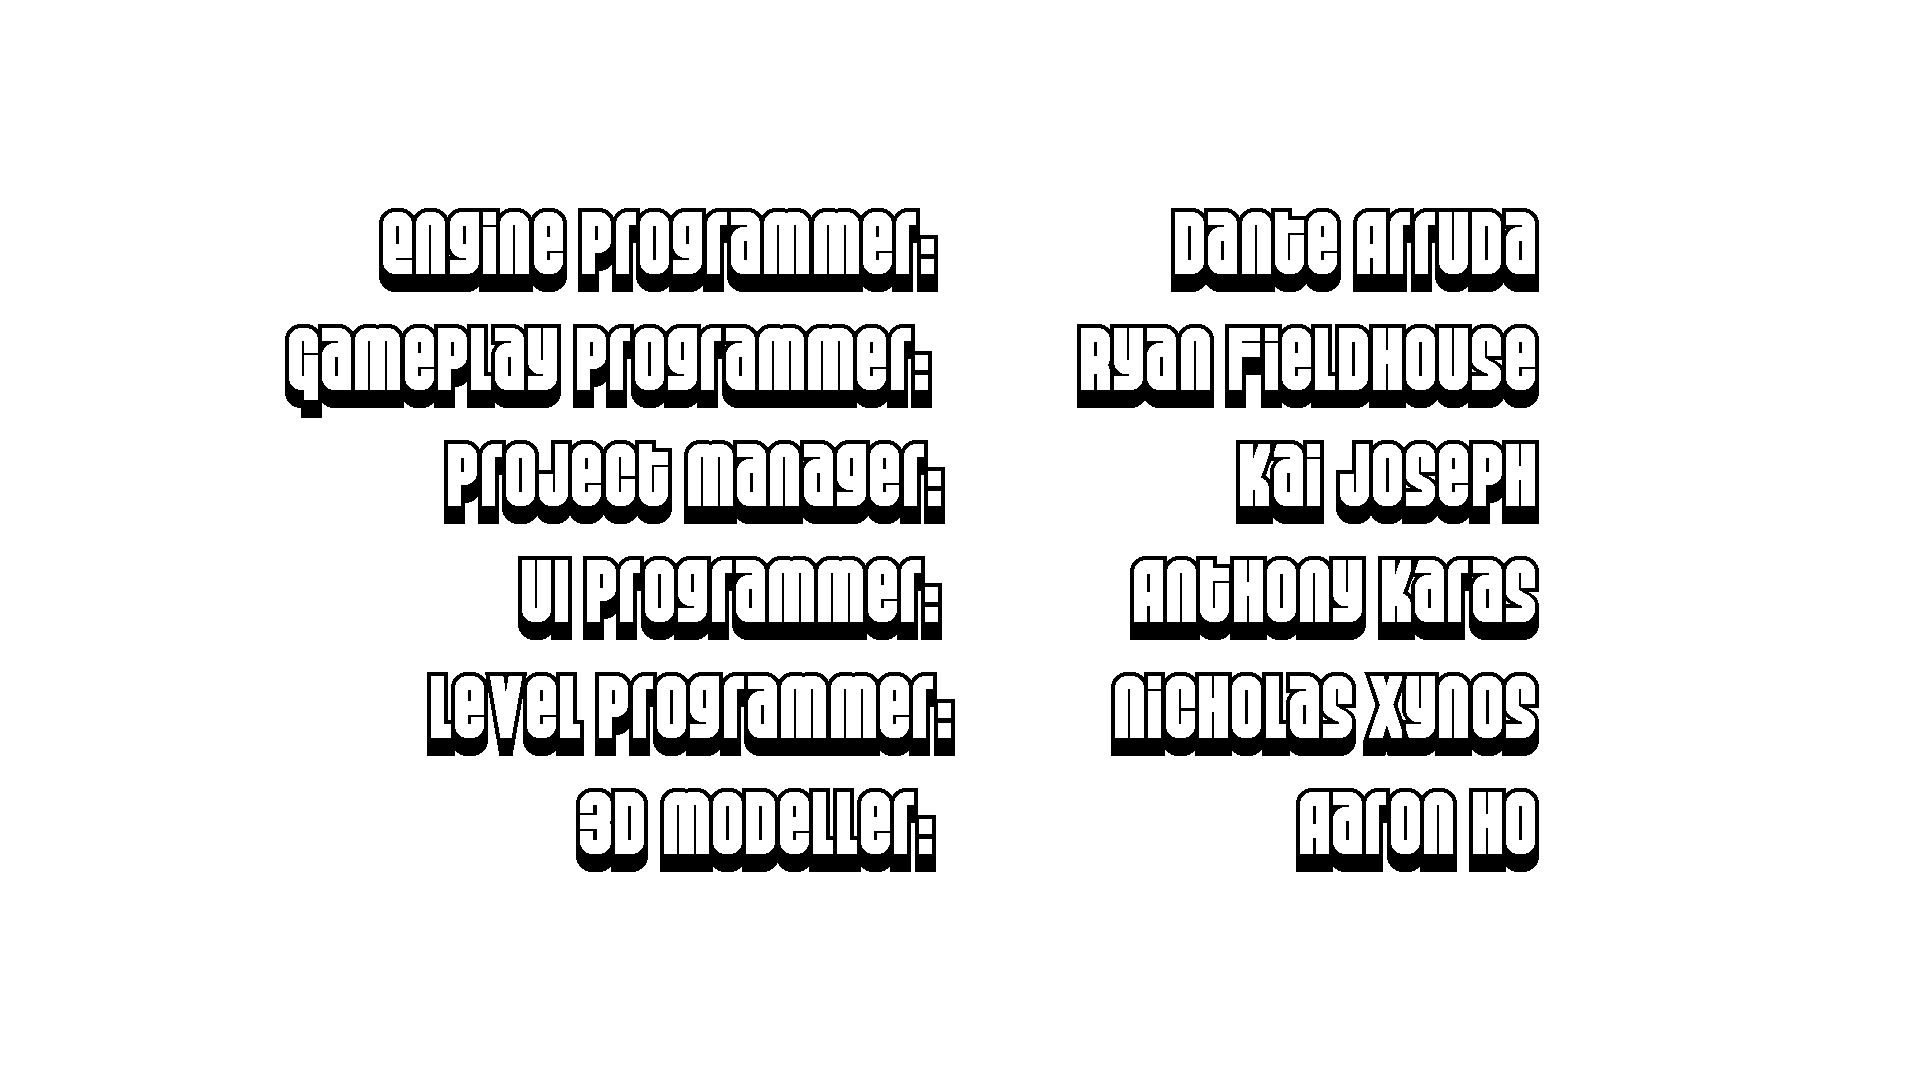 Engine Programmer: Dante Arruda
Gameplay Programmer: Ryan Fieldhouse
Project Manager: Kai Joseph
UI Programmer: Anthony Karas
Level Programmer: Nicholas Xynos
3D Modeller: Aaron Ho